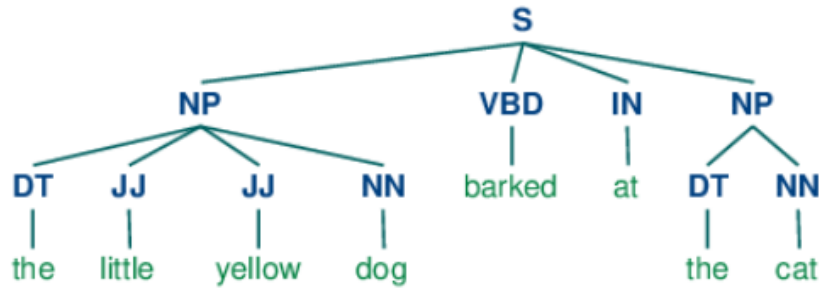 S
NP VBD IN NP
DT JJ JJ NN barked at DT NN
the little yellow dog the cat